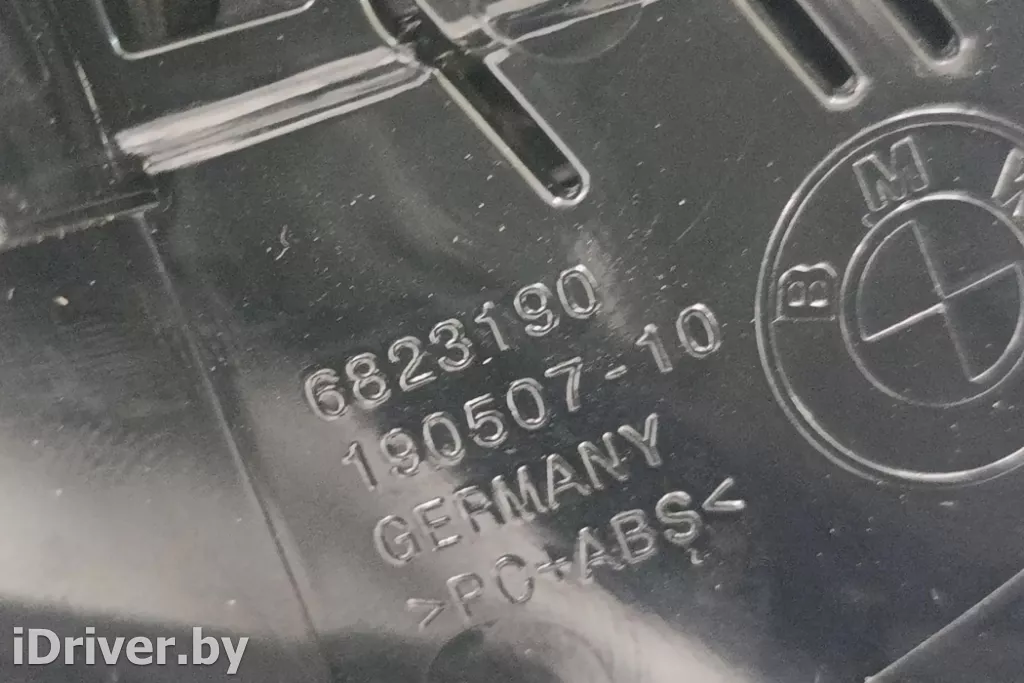 BMW
6823190
190507-10
GERMANY
>PC+ABS<
iDriver.by